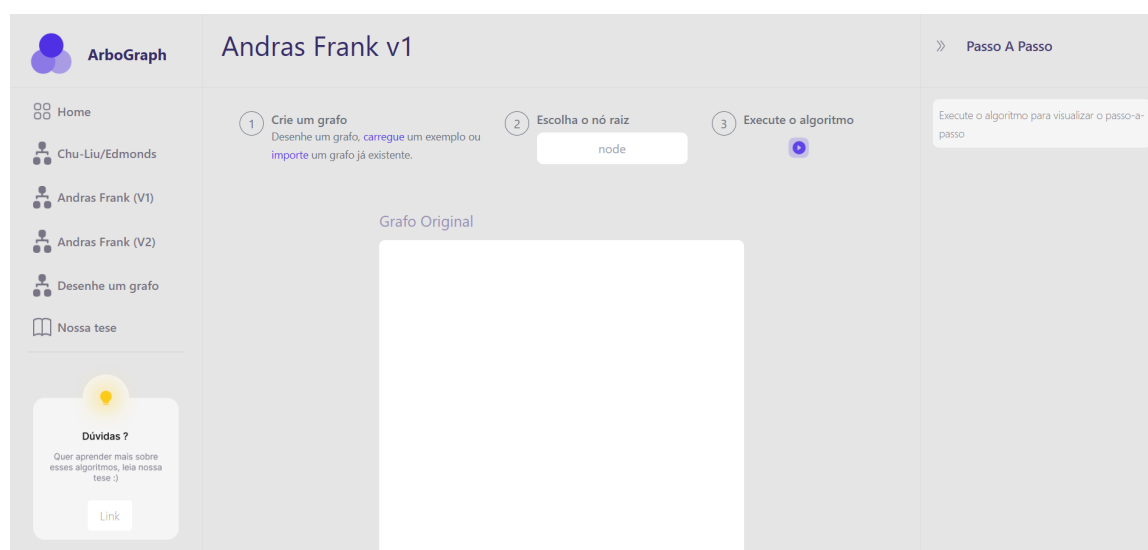 ArboGraph
Home
Chu-Liu/Edmonds
Andras Frank (V1)
Andras Frank (V2)
Desenhe um grafo
Nossa tese
Dúvidas ?
Quer aprender mais sobre
esses algoritmos, leia nossa
tese :)
Link
Andras Frank v1
1
Crie um grafo
Desenhe um grafo, carregue um exemplo ou
importe um grafo já existente.
2
Escolha o nó raiz
node
3
Execute o algoritmo
Grafo Original
Passo A Passo
Execute o algoritmo para visualizar o passo-a-
passo